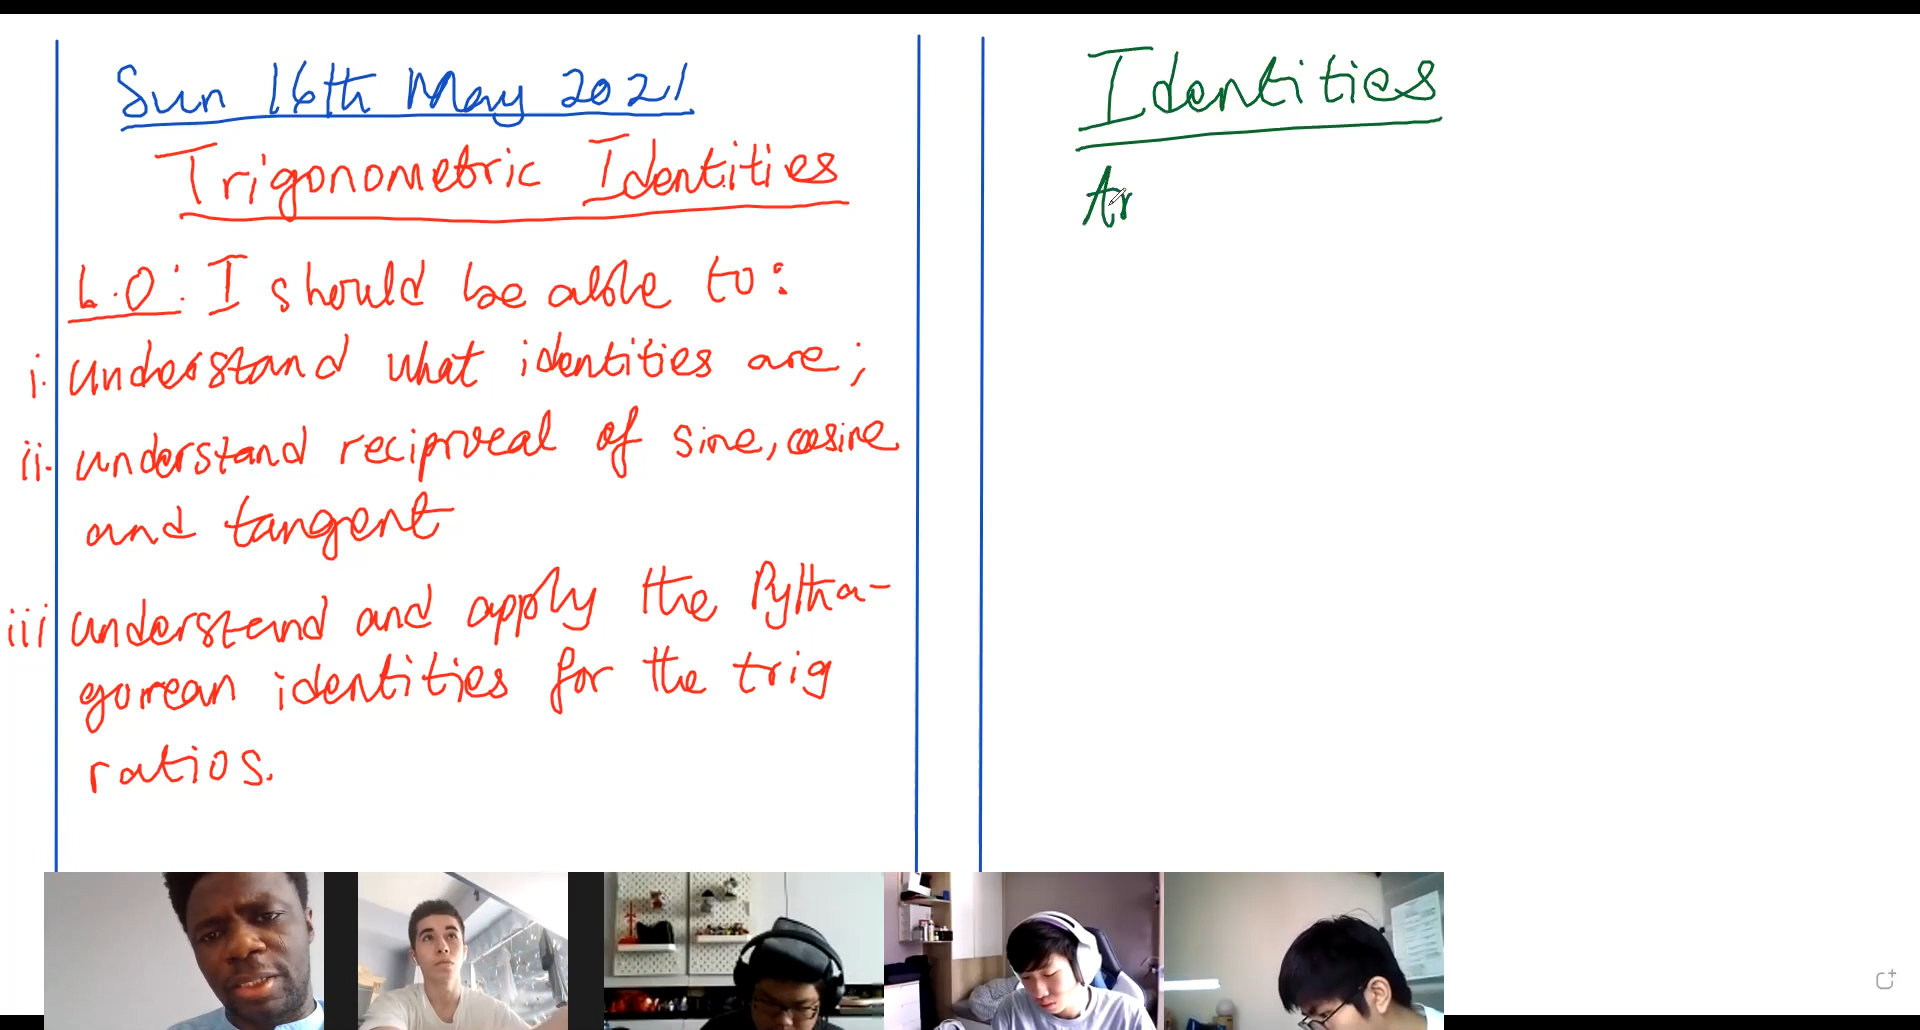 Sun 16th May 2021
Trigonometric Identities
L.O: I should be able to:
i. understand what identities are;
ii. understand reciprocal of sine, cosine
and tangent
iii understand and apply the Pytha-
gorean identities for the trig
ratios.
Identities
An